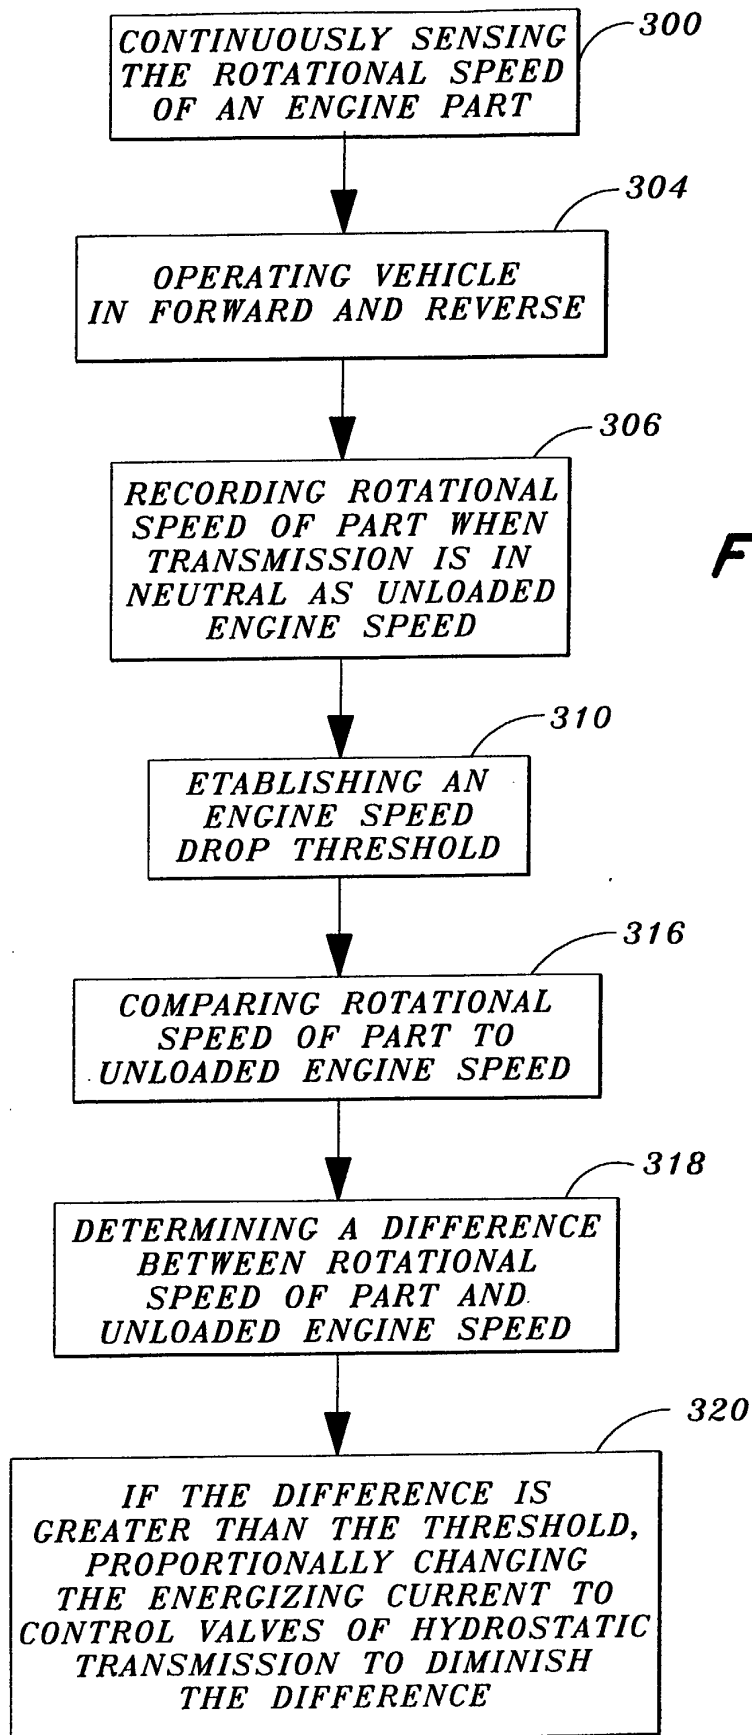 CONTINUOUSLY SENSING
THE ROTATIONAL SPEED
OF AN ENGINE PART
300
304
OPERATING VEHICLE
IN FORWARD AND REVERSE
306
RECORDING ROTATIONAL
SPEED OF PART WHEN
TRANSMISSION IS IN
NEUTRAL AS UNLOADED
ENGINE SPEED
F
310
ETABLISHING AN
ENGINE SPEED
DROP THRESHOLD
316
COMPARING ROTATIONAL
SPEED OF PART TO
UNLOADED ENGINE SPEED
318
DETERMINING A DIFFERENCE
BETWEEN ROTATIONAL
SPEED OF PART AND
UNLOADED ENGINE SPEED
320
IF THE DIFFERENCE IS
GREATER THAN THE THRESHOLD,
PROPORTIONALLY CHANGING
THE ENERGIZING CURRENT TO
CONTROL VALVES OF HYDROSTATIC
TRANSMISSION TO DIMINISH
THE DIFFERENCE